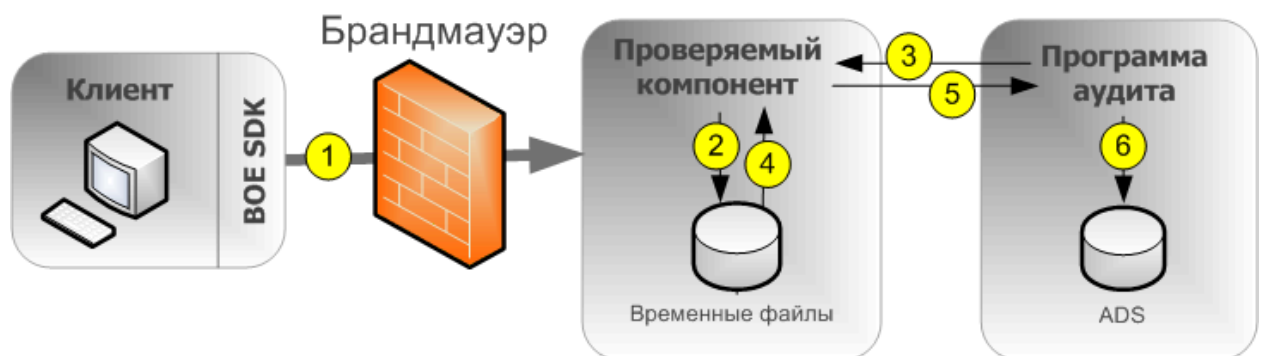 Брандмауэр
Клиент
BOE SDK
1
Проверяемый
компонент
2
4
Временные файлы
3
5
Программа
аудита
6
ADS